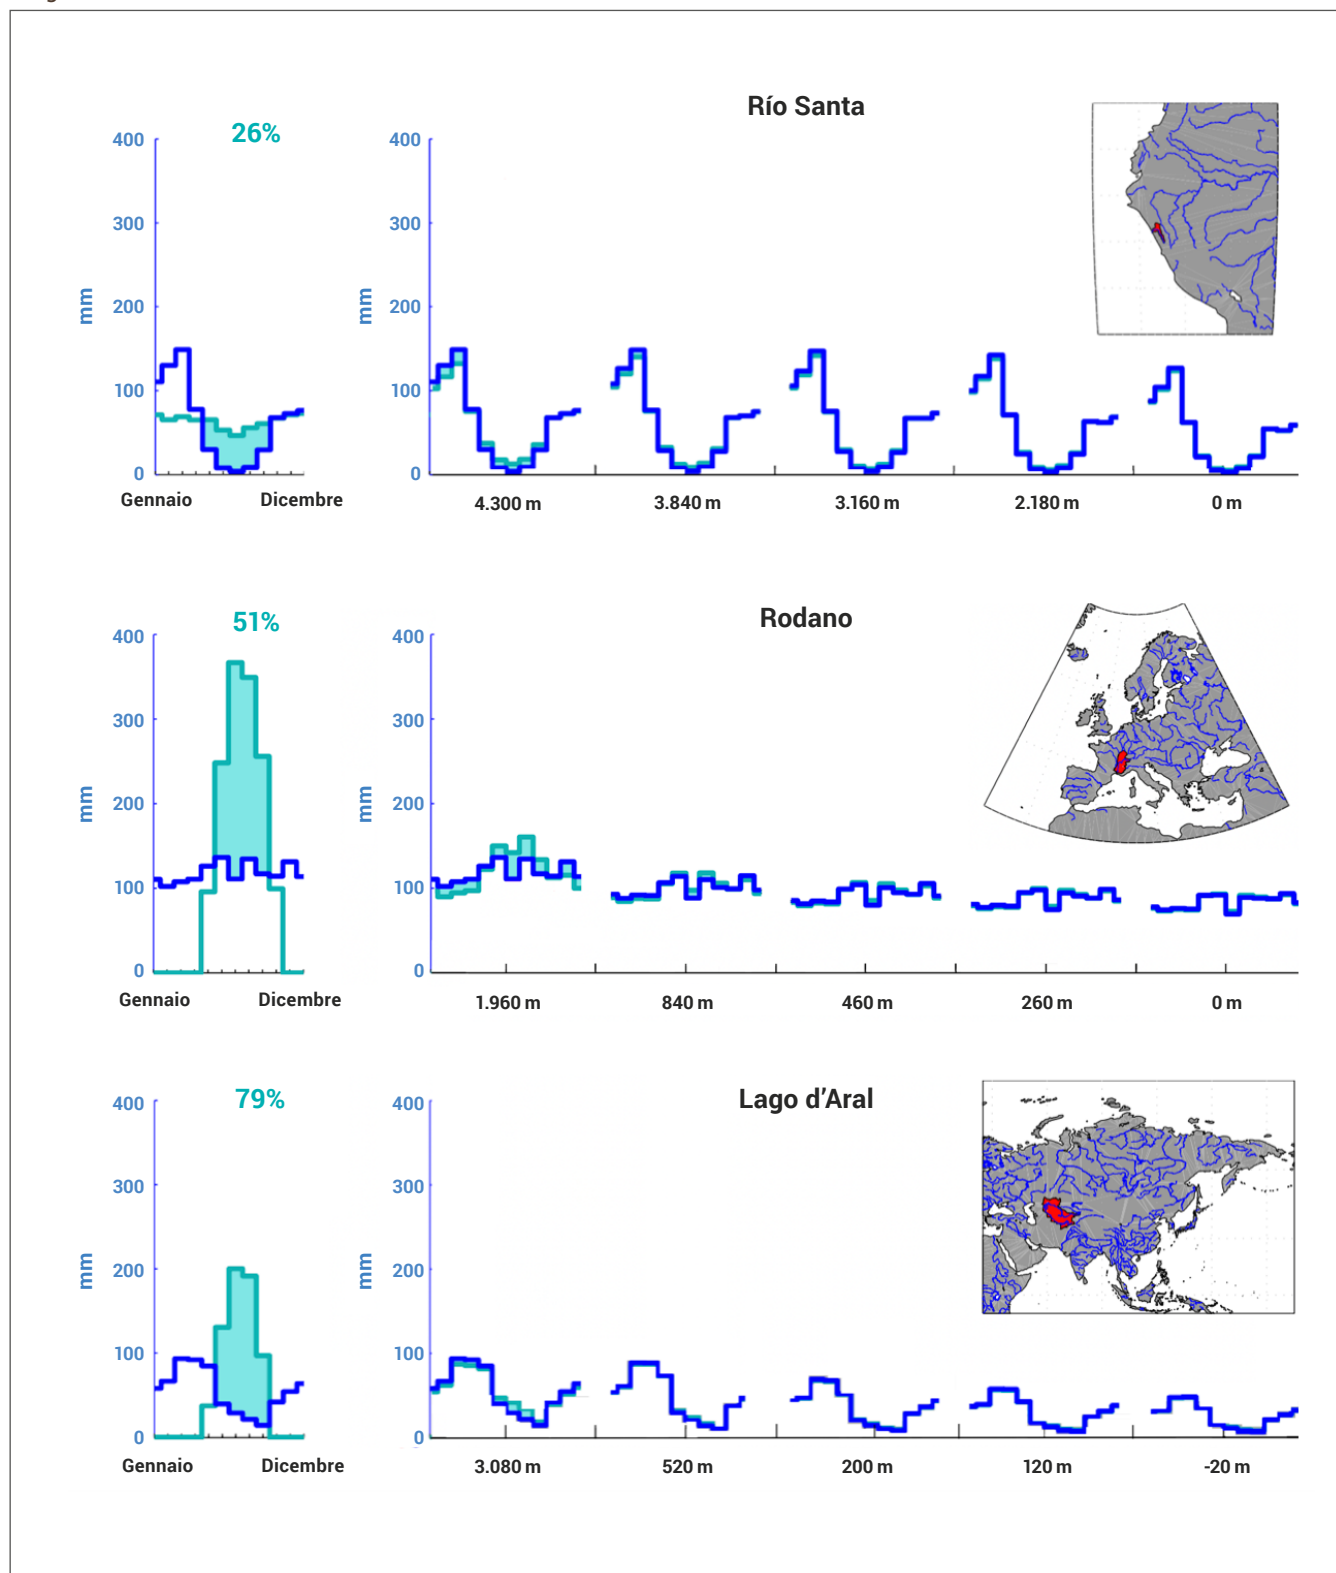 Río Santa
26%
400
300
200
100
0
mm
Gennaio Dicembre
400
300
200
100
0
mm
4.300 m 3.840 m 3.160 m 2.180 m 0 m
Rodano
51%
400
300
200
100
0
mm
Gennaio Dicembre
400
300
200
100
0
mm
1.960 m 840 m 460 m 260 m 0 m
Lago d’Aral
79%
400
300
200
100
0
mm
Gennaio Dicembre
400
300
200
100
0
mm
3.080 m 520 m 200 m 120 m -20 m